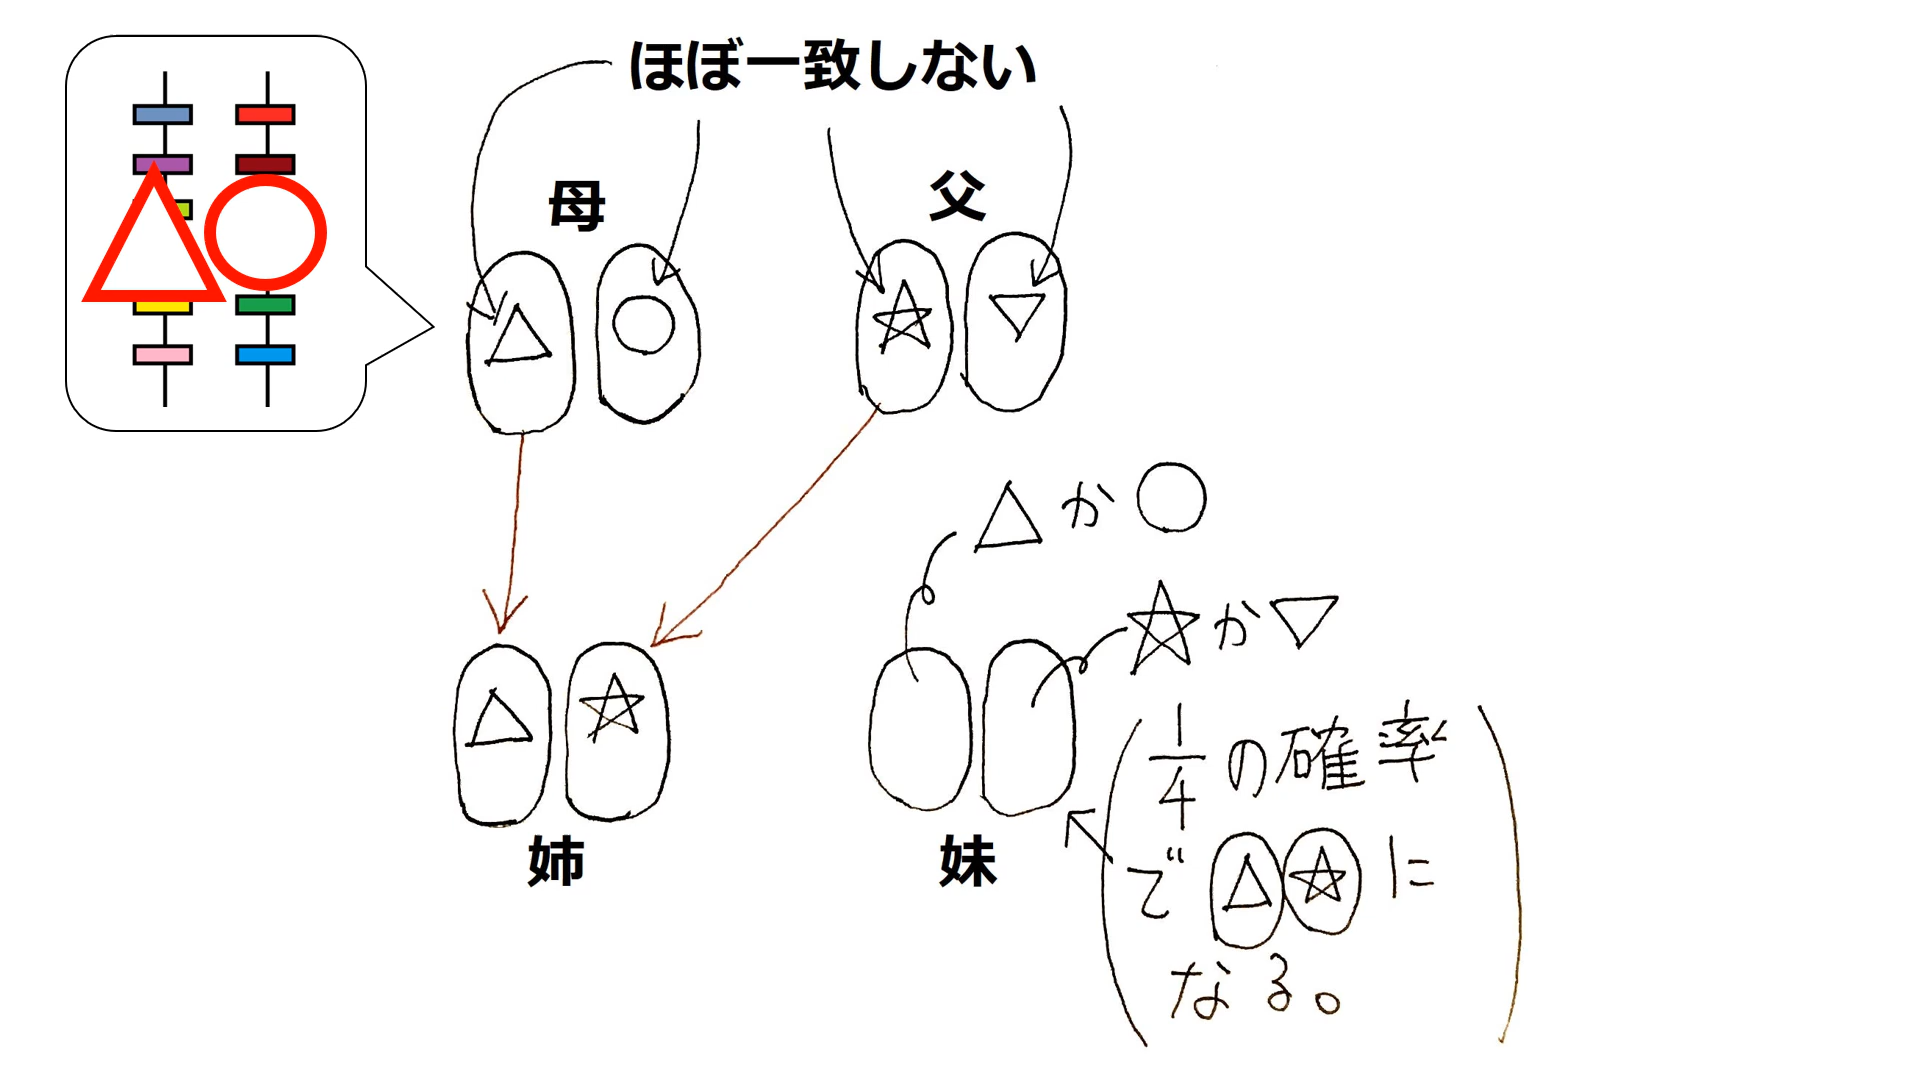 ほぼ一致しない
母
父
△か○
☆か▽
1/4の確率
で△☆に
なる。
姉
妹